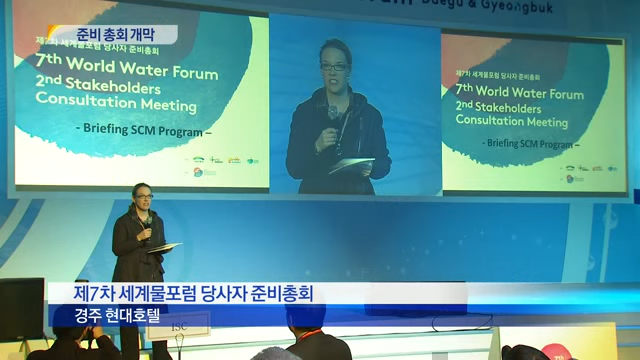 준비 총회 개막
Daegu & Gyeongbuk
제7차 세계물포럼 당사자 준비총회
7th World Water Forum
2nd Stakeholders
Consultation Meeting
- Briefing SCM Program –
제7차 세계물포럼 당사자 준비총회
7th World Water Forum
2nd Stakeholders
Consultation Meeting
- Briefing SCM Program –
제7차 세계물포럼 당사자 준비총회
경주 현대호텔
ISC